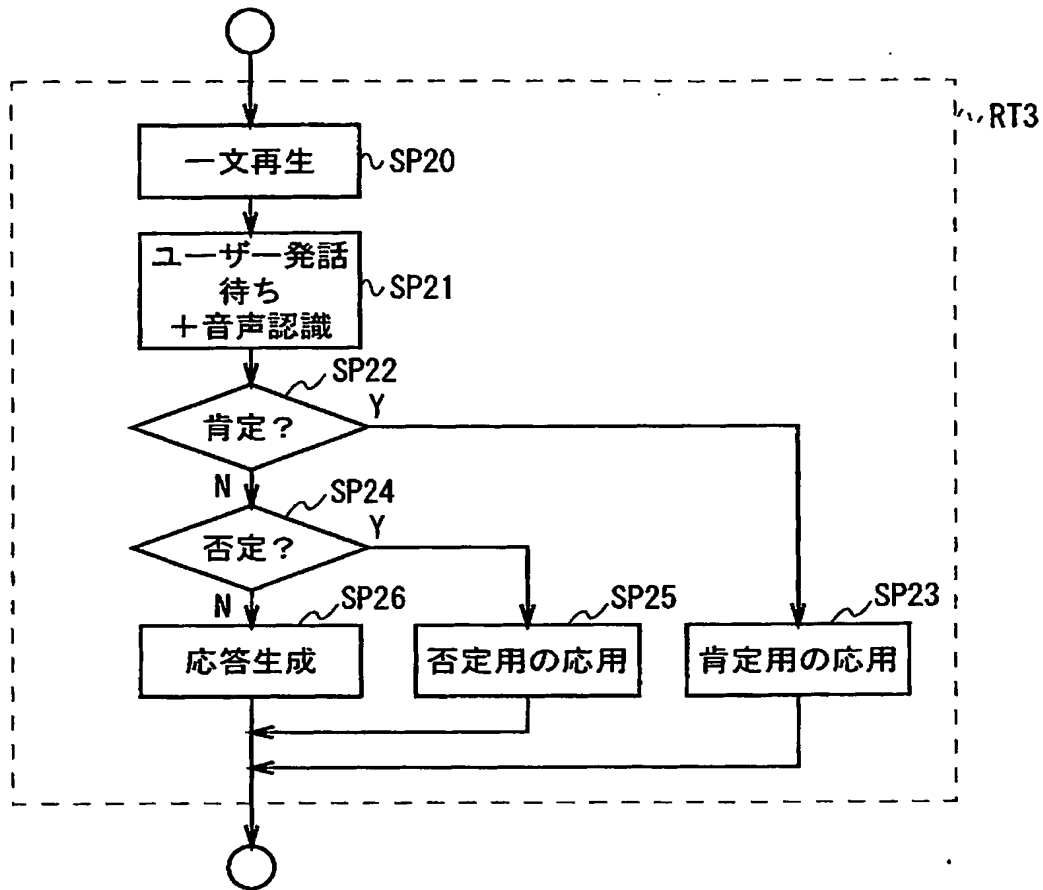 RT3
一文再生
SP20
ユーザー発話
待ち
+音声認識
SP21
SP22
肯定?
Y
N
SP24
否定?
Y
N
SP26
応答生成
SP25
否定用の応用
SP23
肯定用の応用